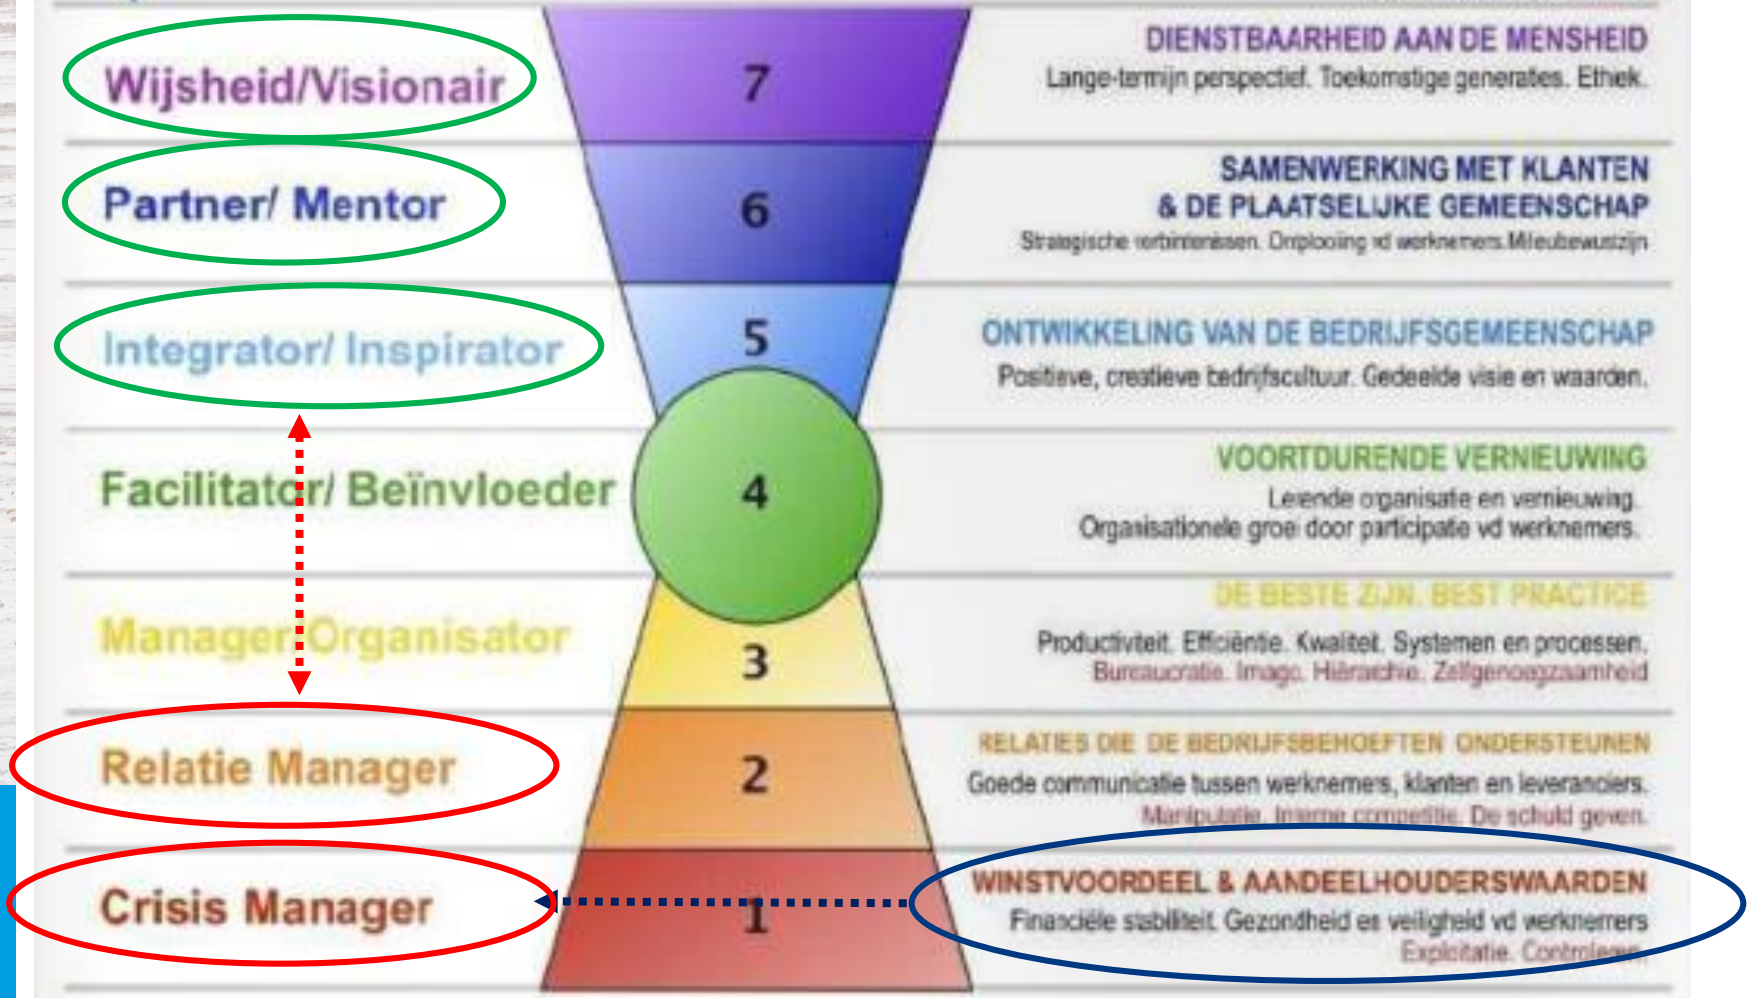 Wijsheid/Visionair
7
DIENSTBAARHEID AAN DE MENSHEID
Lange-termijn perspectief. Toekomstige generaties. Ethiek.
Partner/ Mentor
6
SAMENWERKING MET KLANTEN
& DE PLAATSELIJKE GEMEENSCHAP
Strategische verbintenissen. Ontplooiing vd werknemers.Milieubewustzijn
Integrator/ Inspirator
5
ONTWIKKELING VAN DE BEDRIJFSGEMEENSCHAP
Positieve, creatieve bedrijfscultuur. Gedeelde visie en waarden.
Facilitator/ Beïnvloeder
4
VOORTDURENDE VERNIEUWING
Lerende organisatie en vernieuwing.
Organisationele groei door participatie vd werknemers.
Manager/Organisator
3
DE BESTE ZIJN. BEST PRACTICE
Productiviteit. Efficiëntie. Kwaliteit. Systemen en processen.
Bureaucratie. Imago. Hiërarchie. Zelfgenoegzaamheid
Relatie Manager
2
RELATIES DIE DE BEDRIJFSBEHOEFTEN ONDERSTEUNEN
Goede communicatie tussen werknemers, klanten en leveranciers.
Manipulatie. Interne competitie. De schuld geven.
Crisis Manager
1
WINSTVOORDEEL & AANDEELHOUDERSWAARDEN
Financiële stabiliteit. Gezondheid en veiligheid vd werknemers
Exploitatie. Controleren.